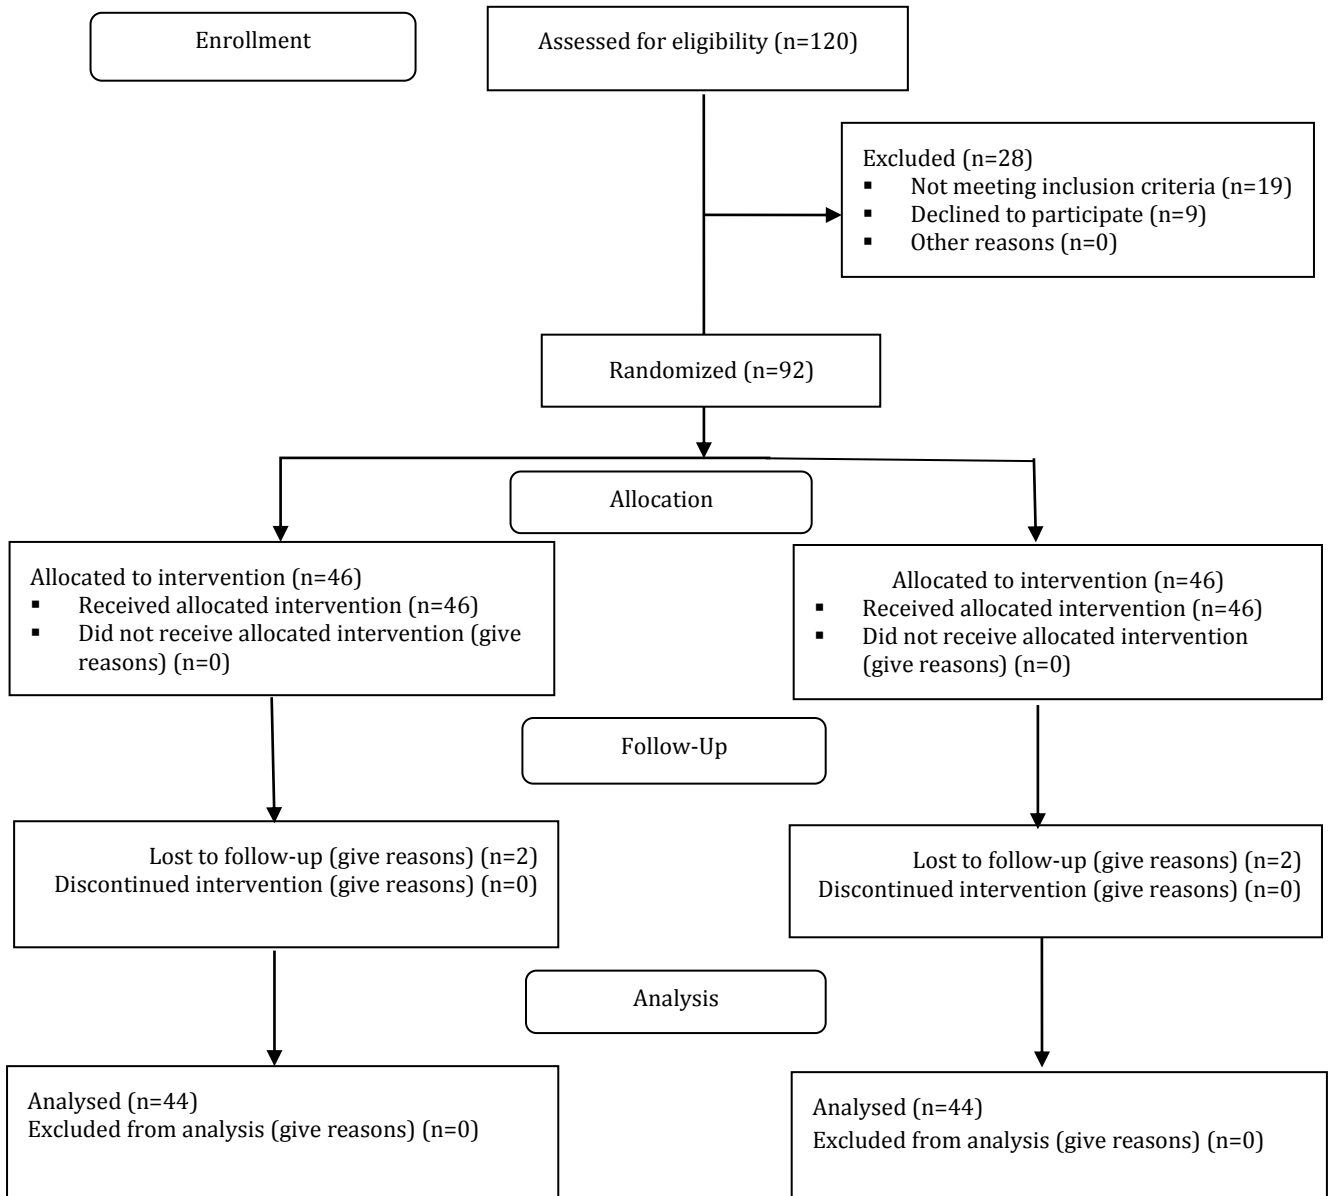 Enrollment
Assessed for eligibility (n=120)
Excluded (n=28)
▪ Not meeting inclusion criteria (n=19)
▪ Declined to participate (n=9)
▪ Other reasons (n=0)
Randomized (n=92)
Allocation
Allocated to intervention (n=46)
▪ Received allocated intervention (n=46)
▪ Did not receive allocated intervention (give
reasons) (n=0)
Allocated to intervention (n=46)
▪ Received allocated intervention (n=46)
▪ Did not receive allocated intervention
(give reasons) (n=0)
Follow-Up
Lost to follow-up (give reasons) (n=2)
Discontinued intervention (give reasons) (n=0)
Lost to follow-up (give reasons) (n=2)
Discontinued intervention (give reasons) (n=0)
Analysis
Analysed (n=44)
Excluded from analysis (give reasons) (n=0)
Analysed (n=44)
Excluded from analysis (give reasons) (n=0)